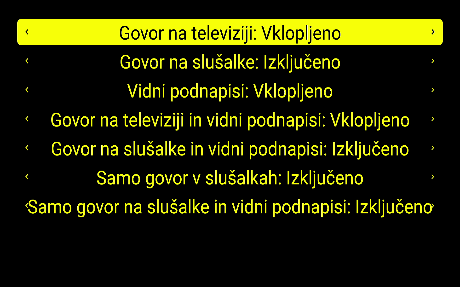 Govor na televiziji: Vklopljeno
Govor na slušalke: Izključeno
Vidni podnapisi: Vklopljeno
Govor na televiziji in vidni podnapisi: Vklopljeno
Govor na slušalke in vidni podnapisi: Izključeno
Samo govor v slušalkah: Izključeno
Samo govor na slušalke in vidni podnapisi: Izključeno